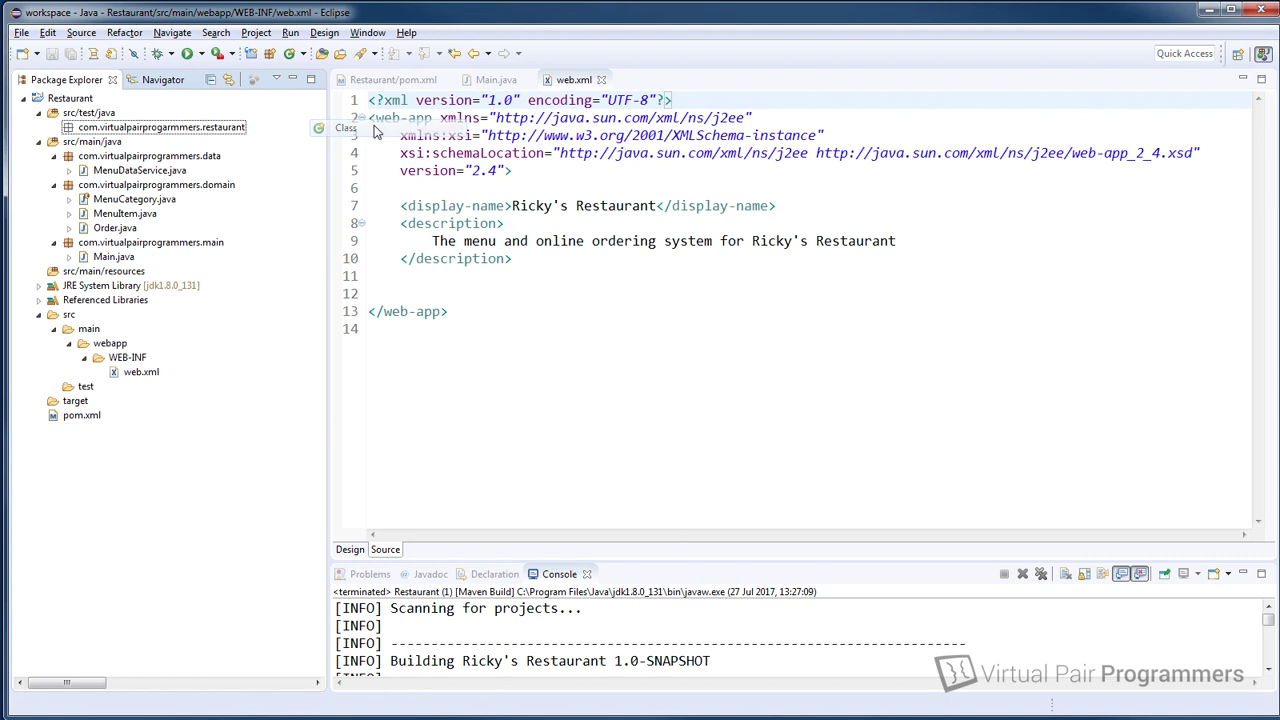 workspace - Java - Restaurant/src/main/webapp/WEB-INF/web.xml - Eclipse
File Edit Source Refactor Navigate Search Project Run Design Window Help
Quick Access
Package Explorer
Navigator
Restaurant/pom.xml
Main.java
web.xml
Restaurant
src/test/java
com.virtualpairprogarmmers.restaurant
src/main/java
com.virtualpairprogrammers.data
MenuDataService.java
com.virtualpairprogrammers.domain
MenuCategory.java
MenuItem.java
Order.java
com.virtualpairprogrammers.main
Main.java
src/main/resources
JRE System Library [jdk1.8.0_131]
Referenced Libraries
src
main
webapp
WEB-INF
web.xml
test
target
pom.xml
Class
1 <?xml version="1.0" encoding="UTF-8"?>
2 <web-app xmlns="http://java.sun.com/xml/ns/j2ee"
3 xmlns:xsi="http://www.w3.org/2001/XMLSchema-instance"
4 xsi:schemaLocation="http://java.sun.com/xml/ns/j2ee http://java.sun.com/xml/ns/j2ee/web-app_2_4.xsd"
5 version="2.4">
6
7 <display-name>Ricky's Restaurant</display-name>
8 <description>
9 The menu and online ordering system for Ricky's Restaurant
10 </description>
11
12
13 </web-app>
14
Design Source
Problems Javadoc Declaration Console
<terminated> Restaurant (1) [Maven Build] C:\Program Files\Java\jdk1.8.0_131\bin\javaw.exe (27 Jul 2017, 13:27:09)
[INFO] Scanning for projects...
[INFO]
[INFO] ------------------------------------------------------------------------
[INFO] Building Ricky's Restaurant 1.0-SNAPSHOT
Virtual Pair Programmers